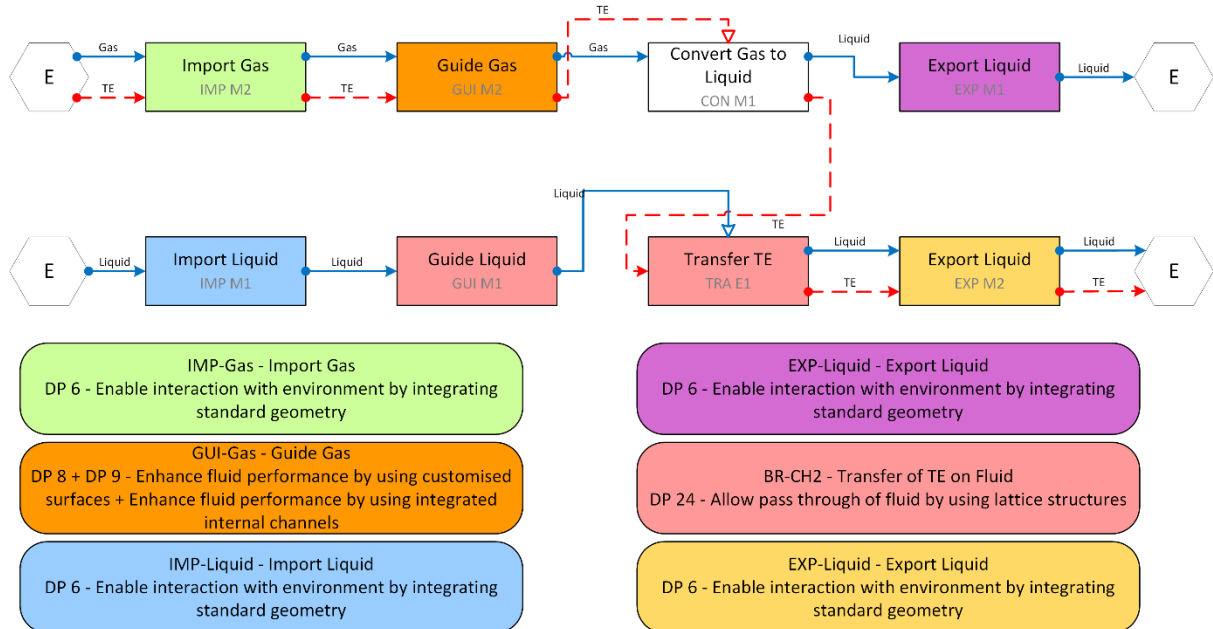 TE
Gas
Gas
Gas
Liquid
Liquid
E
Import Gas
IMP M2
Guide Gas
GUI M2
Convert Gas to
Liquid
CON M1
Export Liquid
EXP M1
E
TE
TE
Liquid
TE
Liquid
Liquid
E
Import Liquid
IMP M1
Guide Liquid
GUI M1
Transfer TE
TRA E1
Export Liquid
EXP M2
E
Liquid
Liquid
TE
TE
IMP-Gas - Import Gas
DP 6 - Enable interaction with environment by integrating
standard geometry
EXP-Liquid - Export Liquid
DP 6 - Enable interaction with environment by integrating
standard geometry
GUI-Gas - Guide Gas
DP 8 + DP 9 - Enhance fluid performance by using customised
surfaces + Enhance fluid performance by using integrated
internal channels
BR-CH2 - Transfer of TE on Fluid
DP 24 - Allow pass through of fluid by using lattice structures
IMP-Liquid - Import Liquid
DP 6 - Enable interaction with environment by integrating
standard geometry
EXP-Liquid - Export Liquid
DP 6 - Enable interaction with environment by integrating
standard geometry